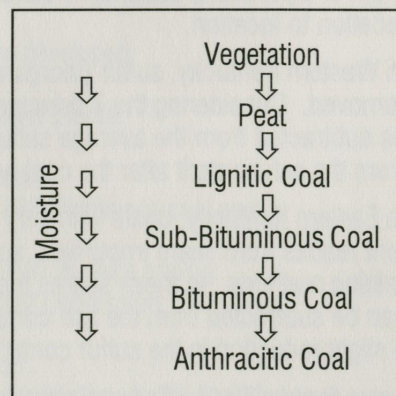 Vegetation
Peat
Lignitic Coal
Sub-Bituminous Coal
Bituminous Coal
Anthracitic Coal
Moisture